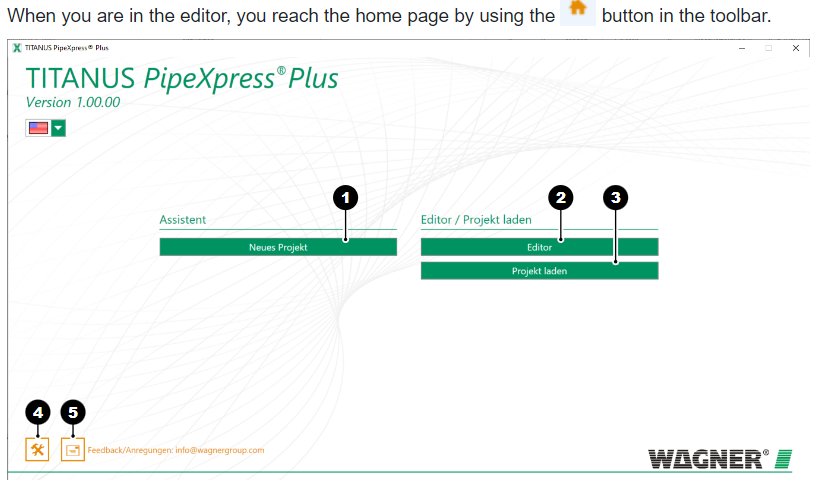 When you are in the editor, you reach the home page by using the button in the toolbar.
TITANUS PipeXpress® Plus
TITANUS PipeXpress® Plus
Version 1.00.00
1
2
3
Assistent
Editor / Projekt laden
Neues Projekt
Editor
Projekt laden
4
5
Feedback/Anregungen: info@wagnergroup.com
WAGNER®